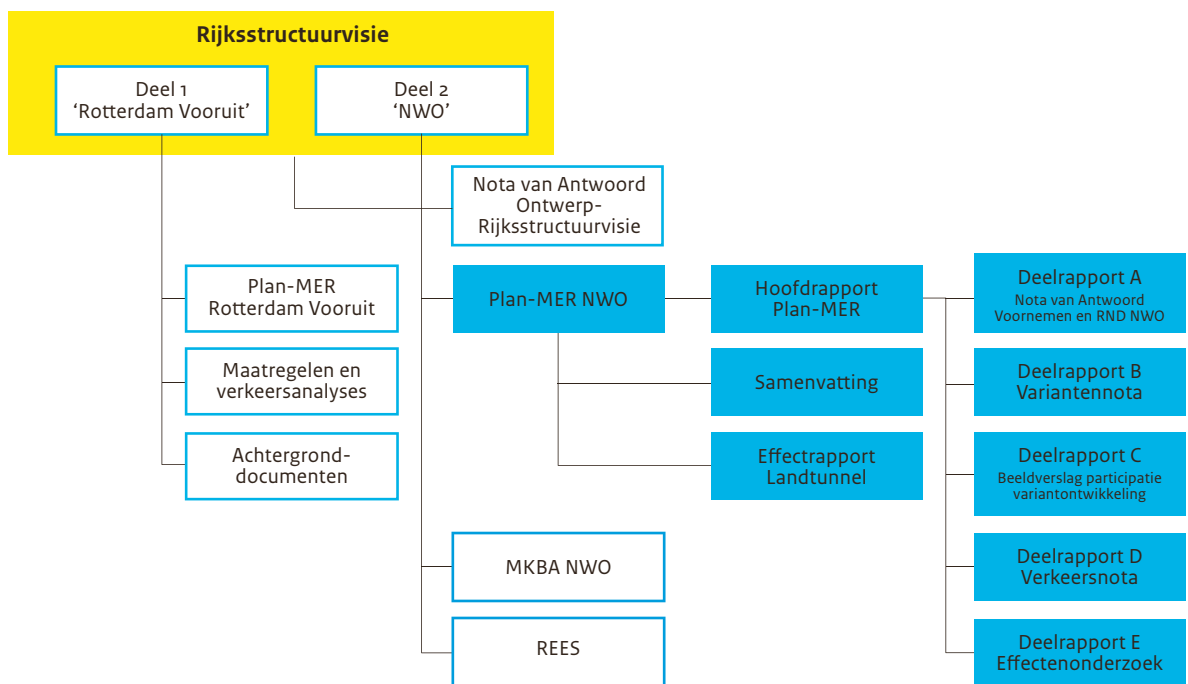 Rijksstructuurvisie
Deel 1
‘Rotterdam Vooruit’
Deel 2
‘NWO’
Nota van Antwoord
Ontwerp-
Rijksstructuurvisie
Plan-MER
Rotterdam Vooruit
Maatregelen en
verkeersanalyses
Achtergrond-
documenten
Plan-MER NWO
Hoofdrapport
Plan-MER
Samenvatting
Effectrapport
Landtunnel
Deelrapport A
Nota van Antwoord
Voornemen en RND NWO
Deelrapport B
Variantennota
Deelrapport C
Beeldverslag participatie
variantontwikkeling
Deelrapport D
Verkeersnota
Deelrapport E
Effectenonderzoek
MKBA NWO
REES